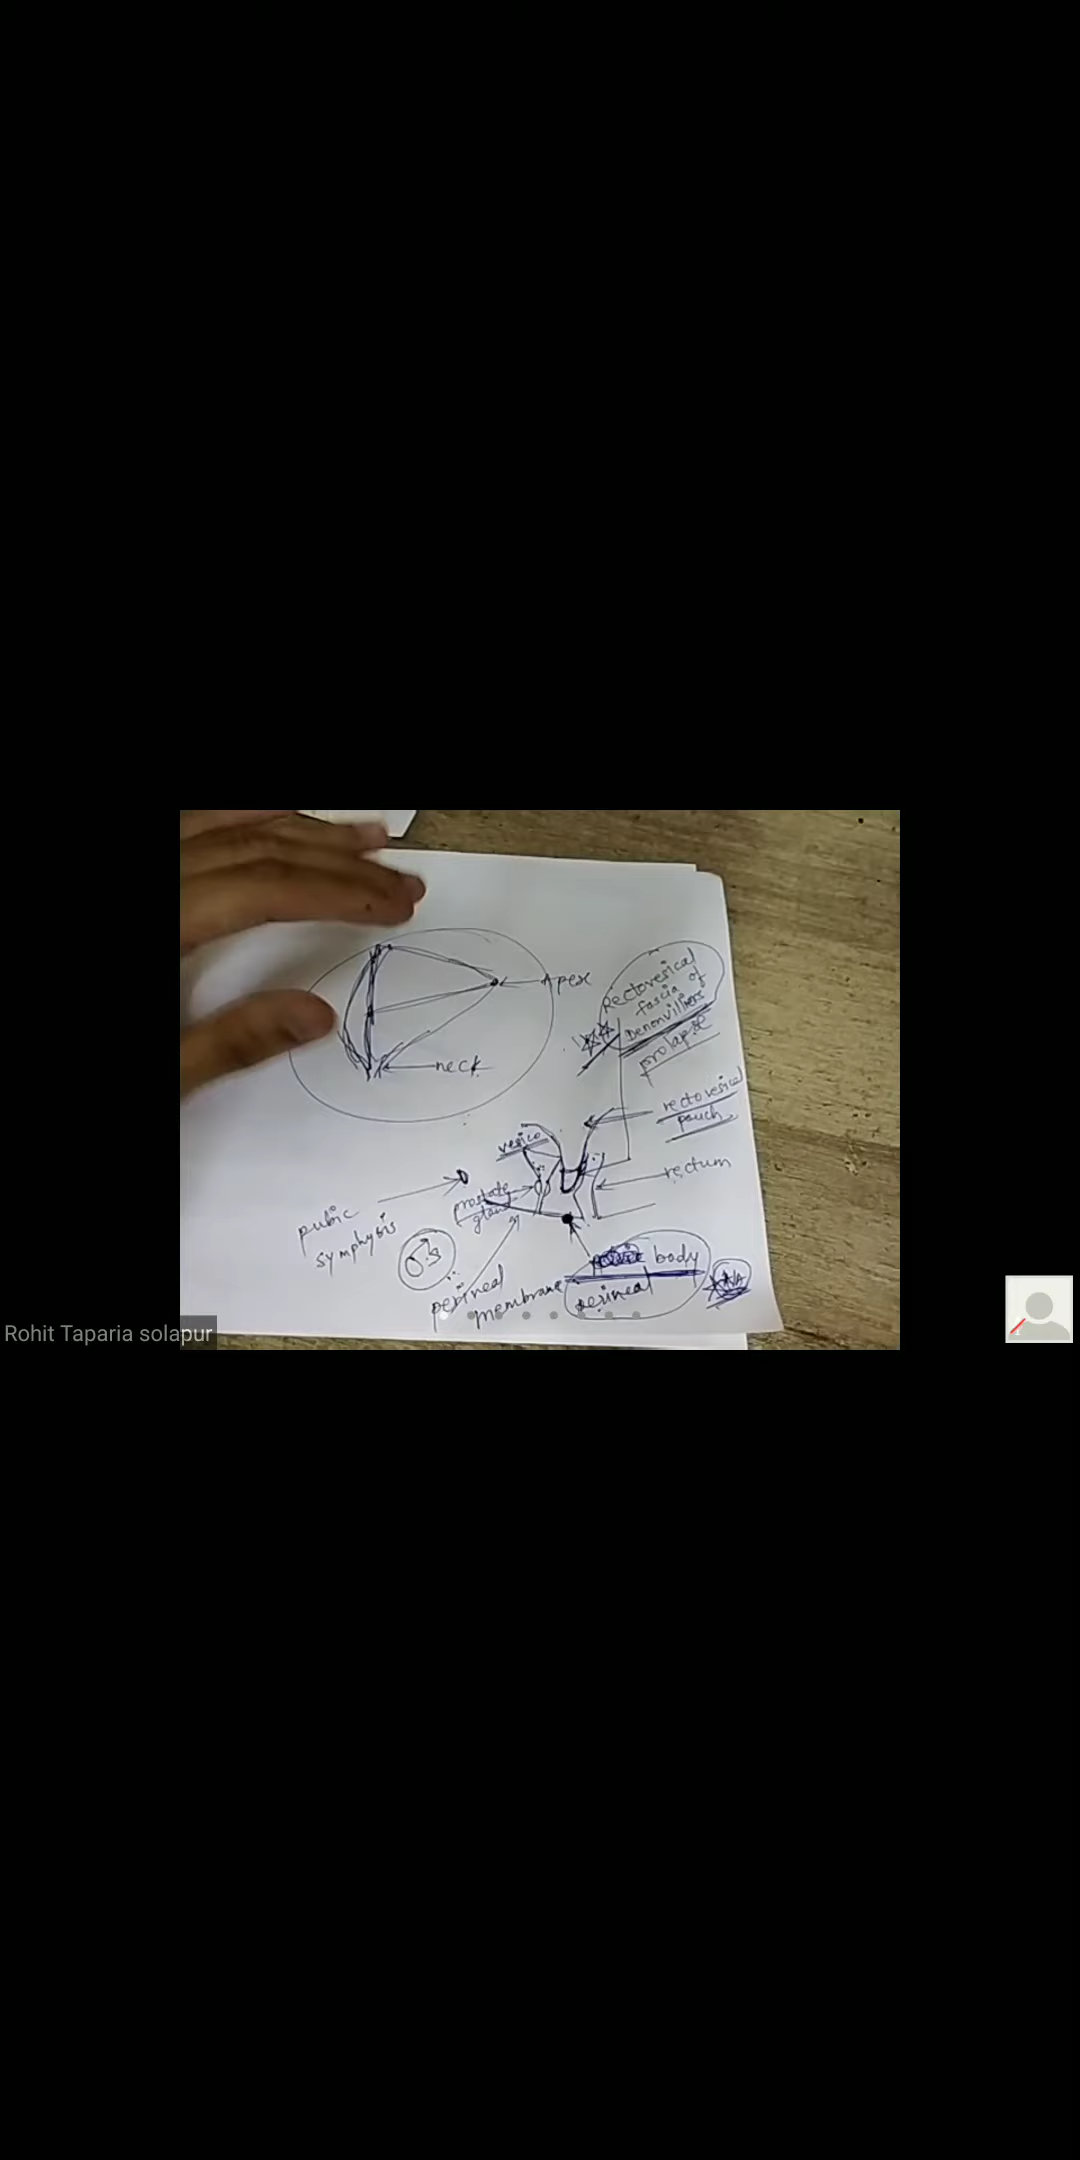 Apex
neck
Rectovesical
fascia of
Denonvilliers
prolapse
rectovesical
pouch
vesico
rectum
prostate
gland
pubic
symphysis
perineal
membrane
body
perineal
Rohit Taparia solapur